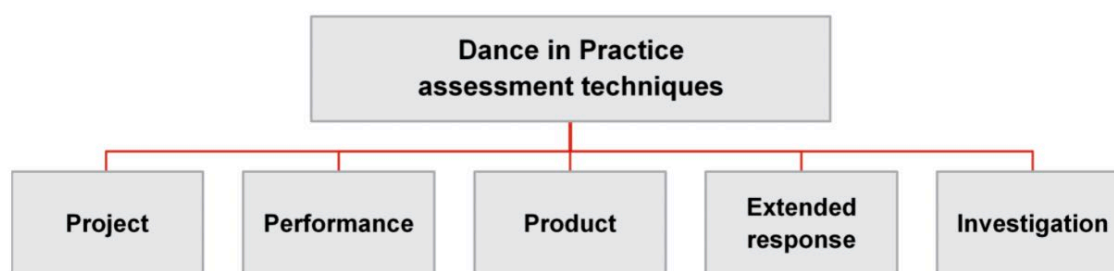 Dance in Practice
assessment techniques
Project
Performance
Product
Extended
response
Investigation